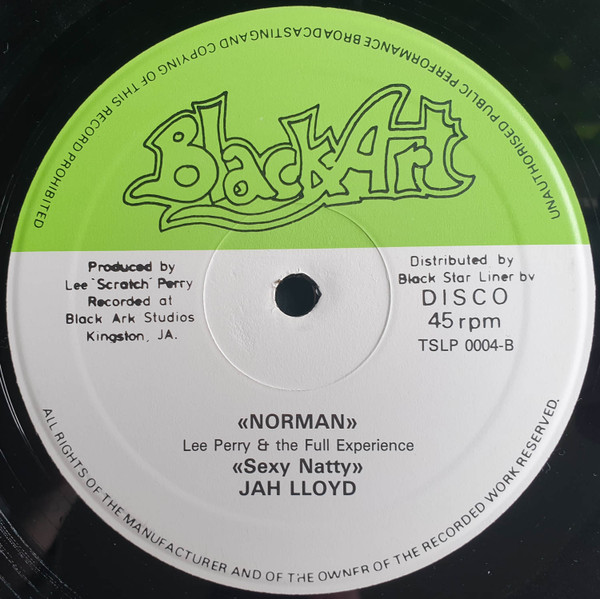 UNAUTHORISED PUBLIC PERFORMANCE BROADCASTING AND COPYING OF THIS RECORD PROHIBITED
Black Art
Produced by
Lee "Scratch" Perry
Recorded at
Black Ark Studios
Kingston, JA.
Distributed by
Black Star Liner bv
DISCO
45 rpm
TSLP 0004-B
«NORMAN»
Lee Perry & the Full Experience
«Sexy Natty»
JAH LLOYD
ALL RIGHTS OF THE MANUFACTURER AND OF THE OWNER OF THE RECORDED WORK RESERVED.